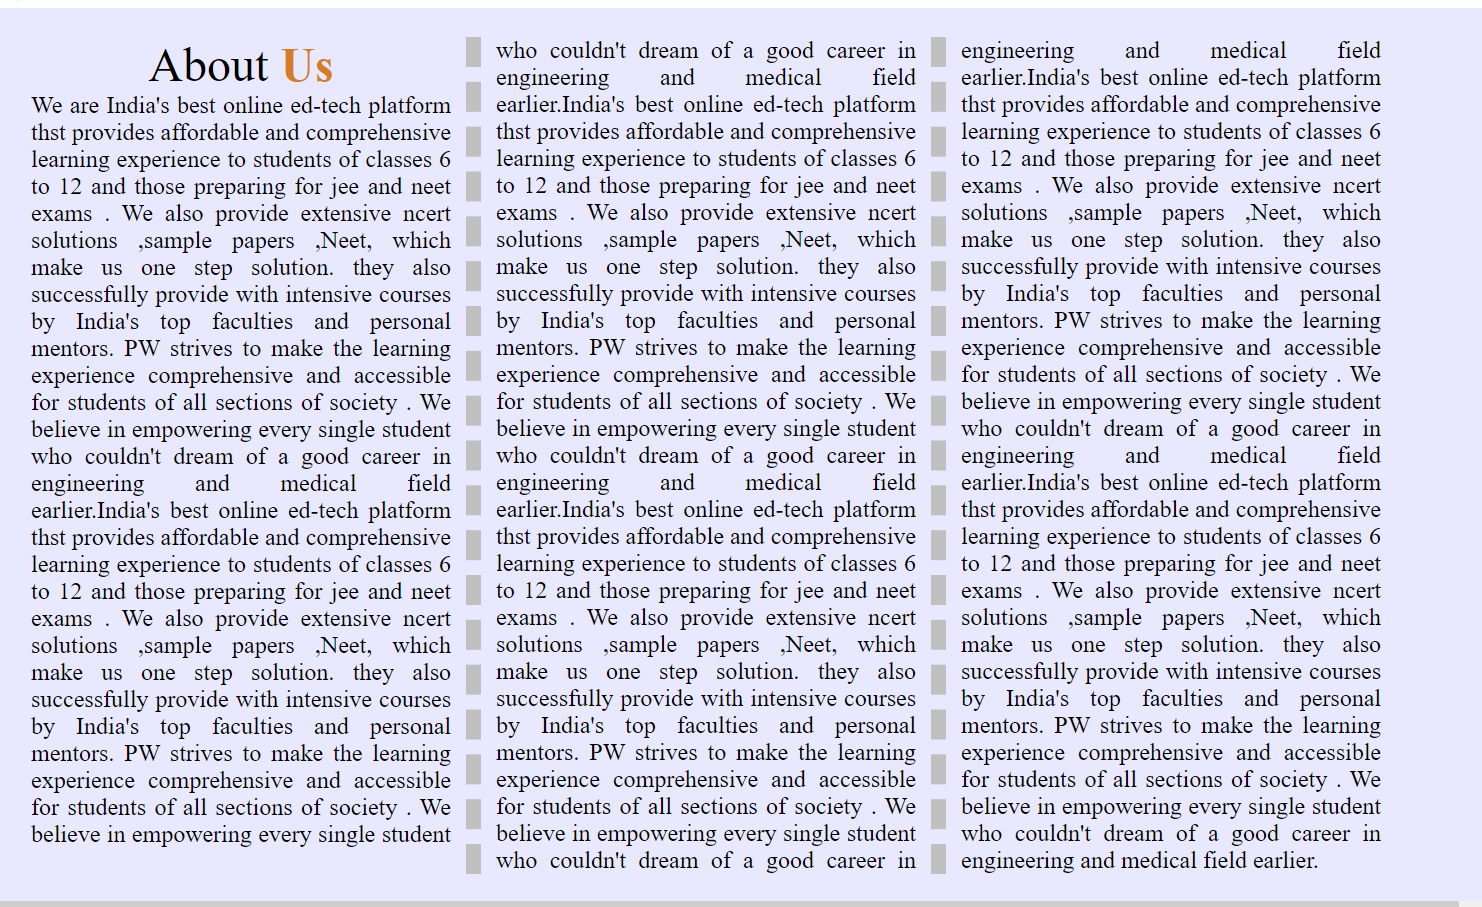 About Us
We are India's best online ed-tech platform
thst provides affordable and comprehensive
learning experience to students of classes 6
to 12 and those preparing for jee and neet
exams . We also provide extensive ncert
solutions ,sample papers ,Neet, which
make us one step solution. they also
successfully provide with intensive courses
by India's top faculties and personal
mentors. PW strives to make the learning
experience comprehensive and accessible
for students of all sections of society . We
believe in empowering every single student
who couldn't dream of a good career in
engineering and medical field
earlier.India's best online ed-tech platform
thst provides affordable and comprehensive
learning experience to students of classes 6
to 12 and those preparing for jee and neet
exams . We also provide extensive ncert
solutions ,sample papers ,Neet, which
make us one step solution. they also
successfully provide with intensive courses
by India's top faculties and personal
mentors. PW strives to make the learning
experience comprehensive and accessible
for students of all sections of society . We
believe in empowering every single student
who couldn't dream of a good career in
engineering and medical field
earlier.India's best online ed-tech platform
thst provides affordable and comprehensive
learning experience to students of classes 6
to 12 and those preparing for jee and neet
exams . We also provide extensive ncert
solutions ,sample papers ,Neet, which
make us one step solution. they also
successfully provide with intensive courses
by India's top faculties and personal
mentors. PW strives to make the learning
experience comprehensive and accessible
for students of all sections of society . We
believe in empowering every single student
who couldn't dream of a good career in
engineering and medical field
earlier.India's best online ed-tech platform
thst provides affordable and comprehensive
learning experience to students of classes 6
to 12 and those preparing for jee and neet
exams . We also provide extensive ncert
solutions ,sample papers ,Neet, which
make us one step solution. they also
successfully provide with intensive courses
by India's top faculties and personal
mentors. PW strives to make the learning
experience comprehensive and accessible
for students of all sections of society . We
believe in empowering every single student
who couldn't dream of a good career in
engineering and medical field
earlier.India's best online ed-tech platform
thst provides affordable and comprehensive
learning experience to students of classes 6
to 12 and those preparing for jee and neet
exams . We also provide extensive ncert
solutions ,sample papers ,Neet, which
make us one step solution. they also
successfully provide with intensive courses
by India's top faculties and personal
mentors. PW strives to make the learning
experience comprehensive and accessible
for students of all sections of society . We
believe in empowering every single student
who couldn't dream of a good career in
engineering and medical field
earlier.India's best online ed-tech platform
thst provides affordable and comprehensive
learning experience to students of classes 6
to 12 and those preparing for jee and neet
exams . We also provide extensive ncert
solutions ,sample papers ,Neet, which
make us one step solution. they also
successfully provide with intensive courses
by India's top faculties and personal
mentors. PW strives to make the learning
experience comprehensive and accessible
for students of all sections of society . We
believe in empowering every single student
who couldn't dream of a good career in
engineering and medical field earlier.